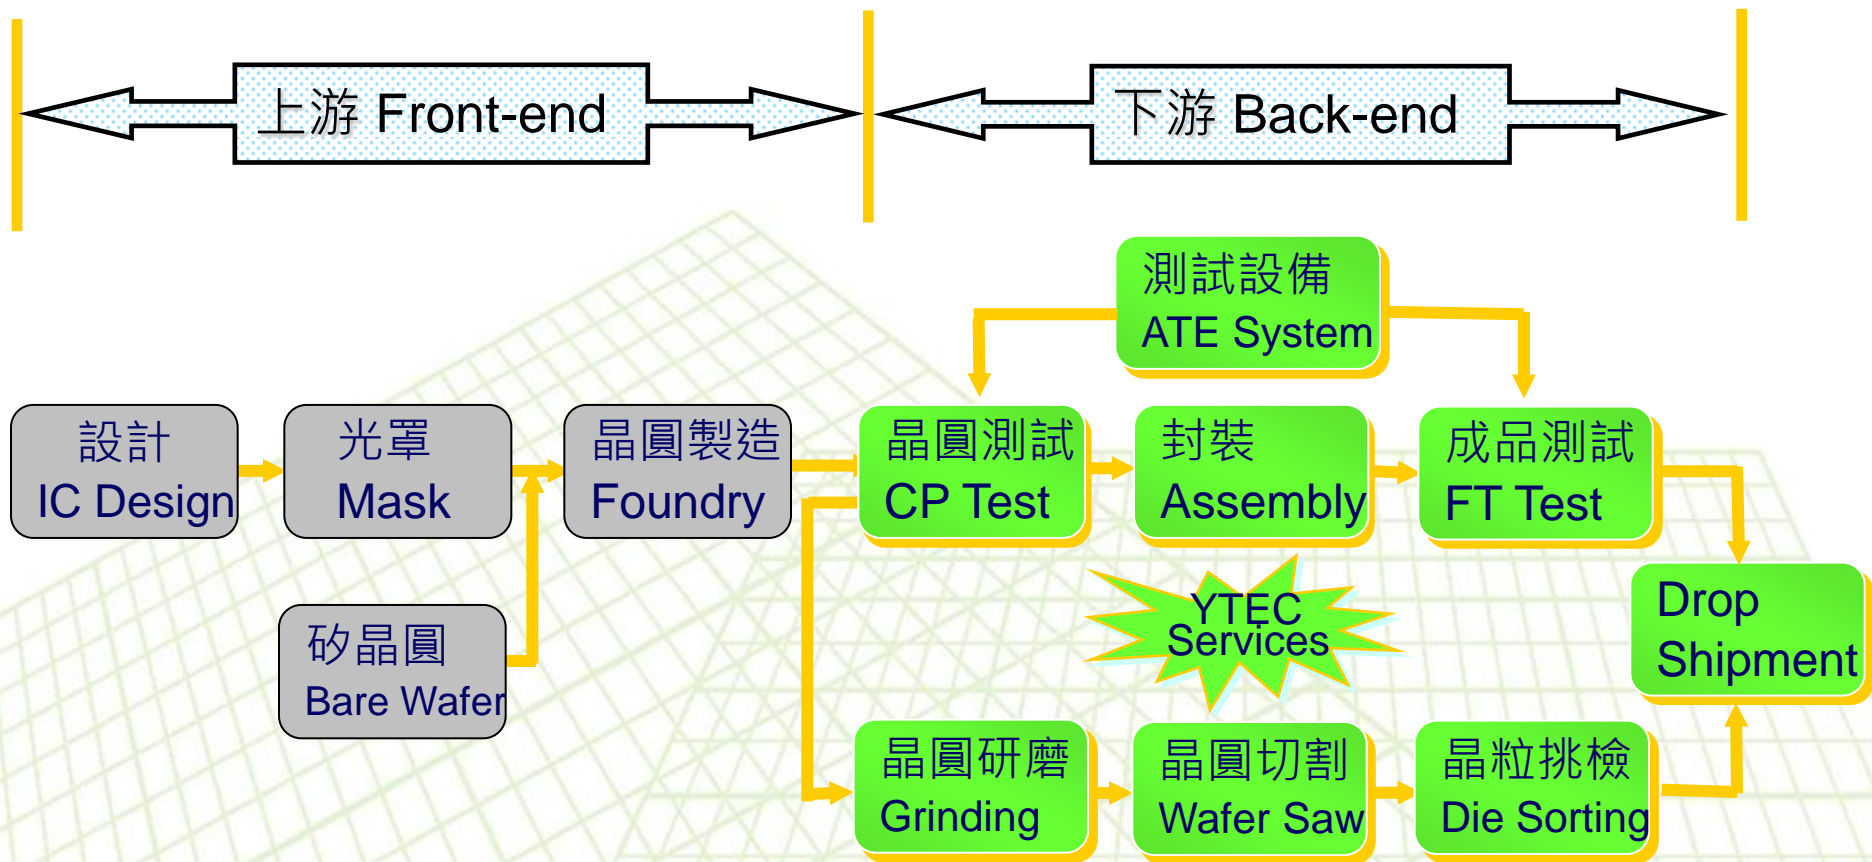 上游 Front-end
下游 Back-end
測試設備
ATE System
設計
IC Design
光罩
Mask
晶圓製造
Foundry
晶圓測試
CP Test
封裝
Assembly
成品測試
FT Test
矽晶圓
Bare Wafer
YTEC
Services
Drop
Shipment
晶圓研磨
Grinding
晶圓切割
Wafer Saw
晶粒挑檢
Die Sorting